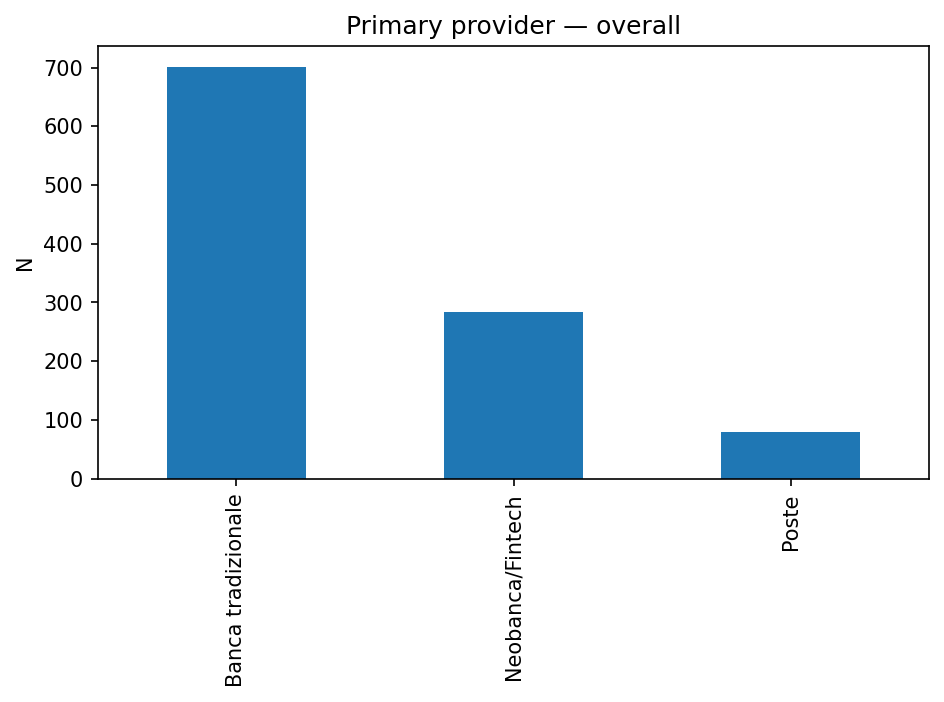 Primary provider — overall
700
600
500
400
300
200
100
0
N
Banca tradizionale
Neobanca/Fintech
Poste